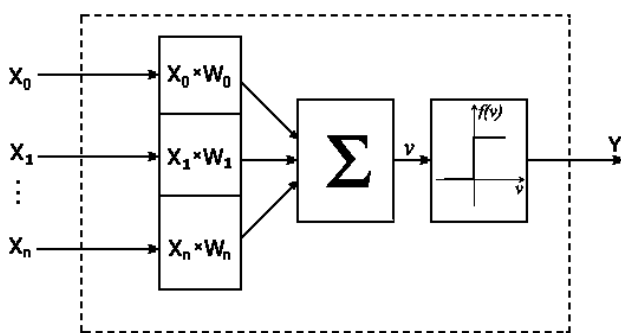 X₀
X₁
⋮
Xₙ
X₀×W₀
X₁×W₁
Xₙ×Wₙ
Σ
v
f(v)
v
Y